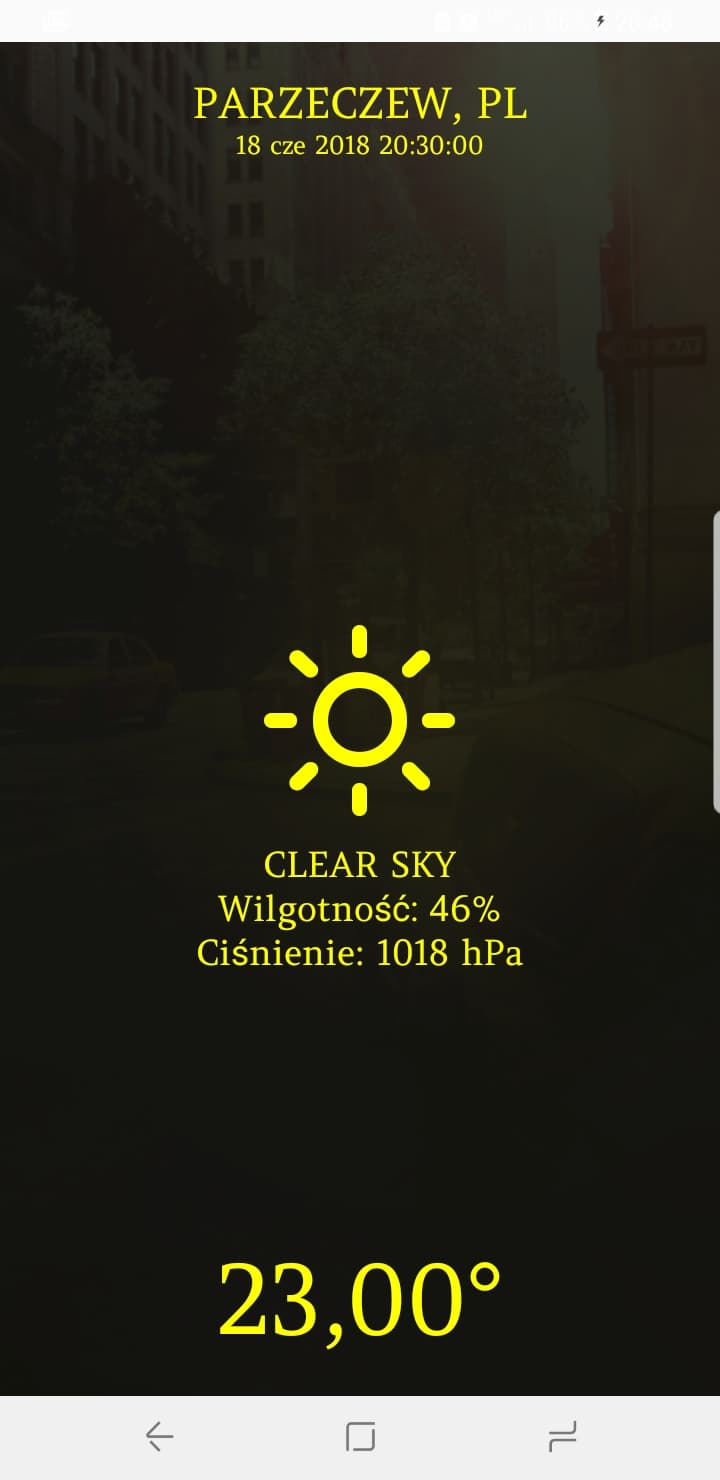 PARZECZEW, PL
18 cze 2018 20:30:00
CLEAR SKY
Wilgotność: 46%
Ciśnienie: 1018 hPa
23,00°